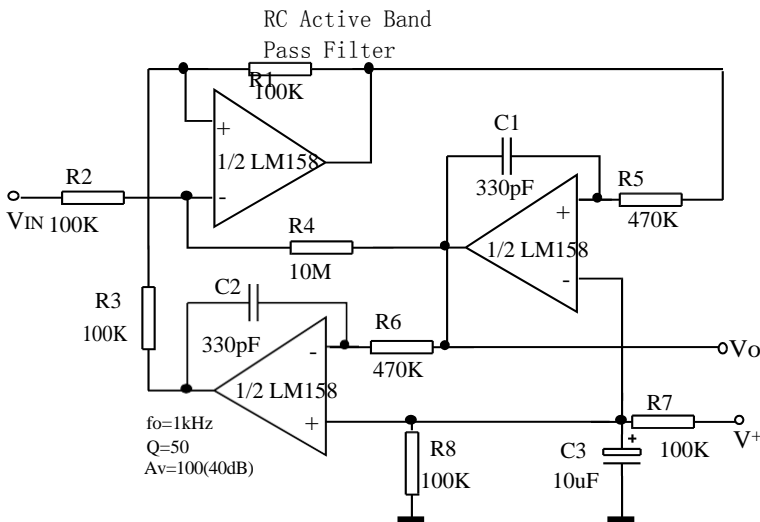 RC Active Band
Pass Filter
R1
100K
+
1/2 LM158
-
C1
330pF
R5
470K
R2
VIN
100K
R4
10M
+
1/2 LM158
-
R3
100K
C2
330pF
-
1/2 LM158
+
R6
470K
VO
fo=1kHz
Q=50
Av=100(40dB)
R8
100K
C3
10uF
+
R7
100K
V+